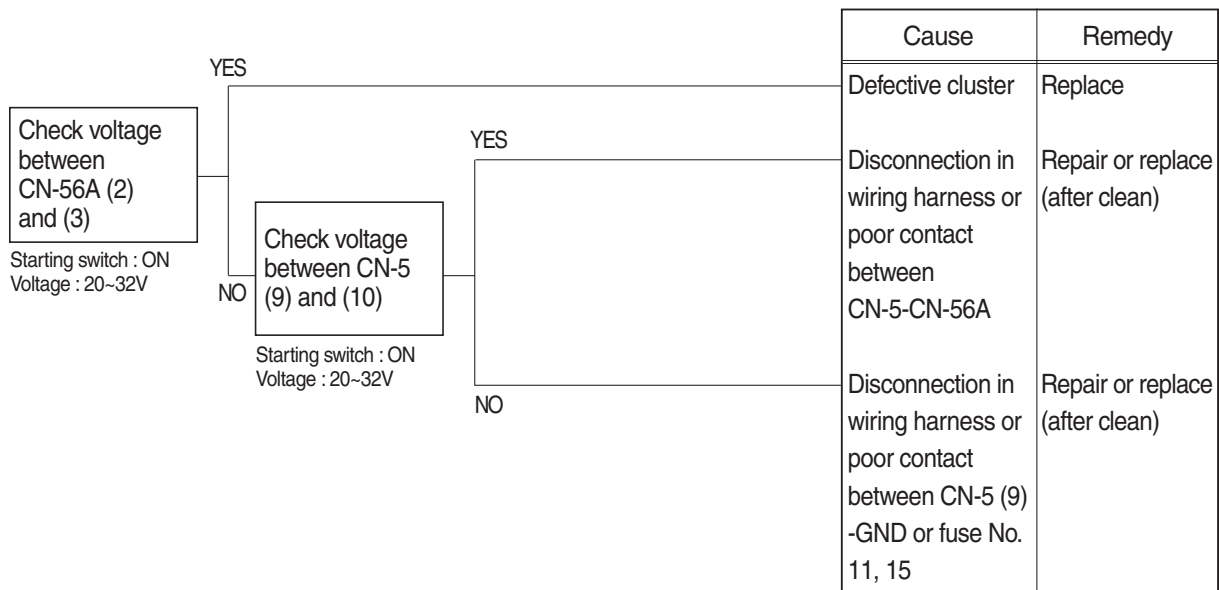 Cause
Remedy
YES
Defective cluster
Replace
Check voltage
between
CN-56A (2)
and (3)
Starting switch : ON
Voltage : 20~32V
YES
Disconnection in
wiring harness or
poor contact
between
CN-5-CN-56A
Repair or replace
(after clean)
NO
Check voltage
between CN-5
(9) and (10)
Starting switch : ON
Voltage : 20~32V
NO
Disconnection in
wiring harness or
poor contact
between CN-5 (9)
-GND or fuse No.
11, 15
Repair or replace
(after clean)